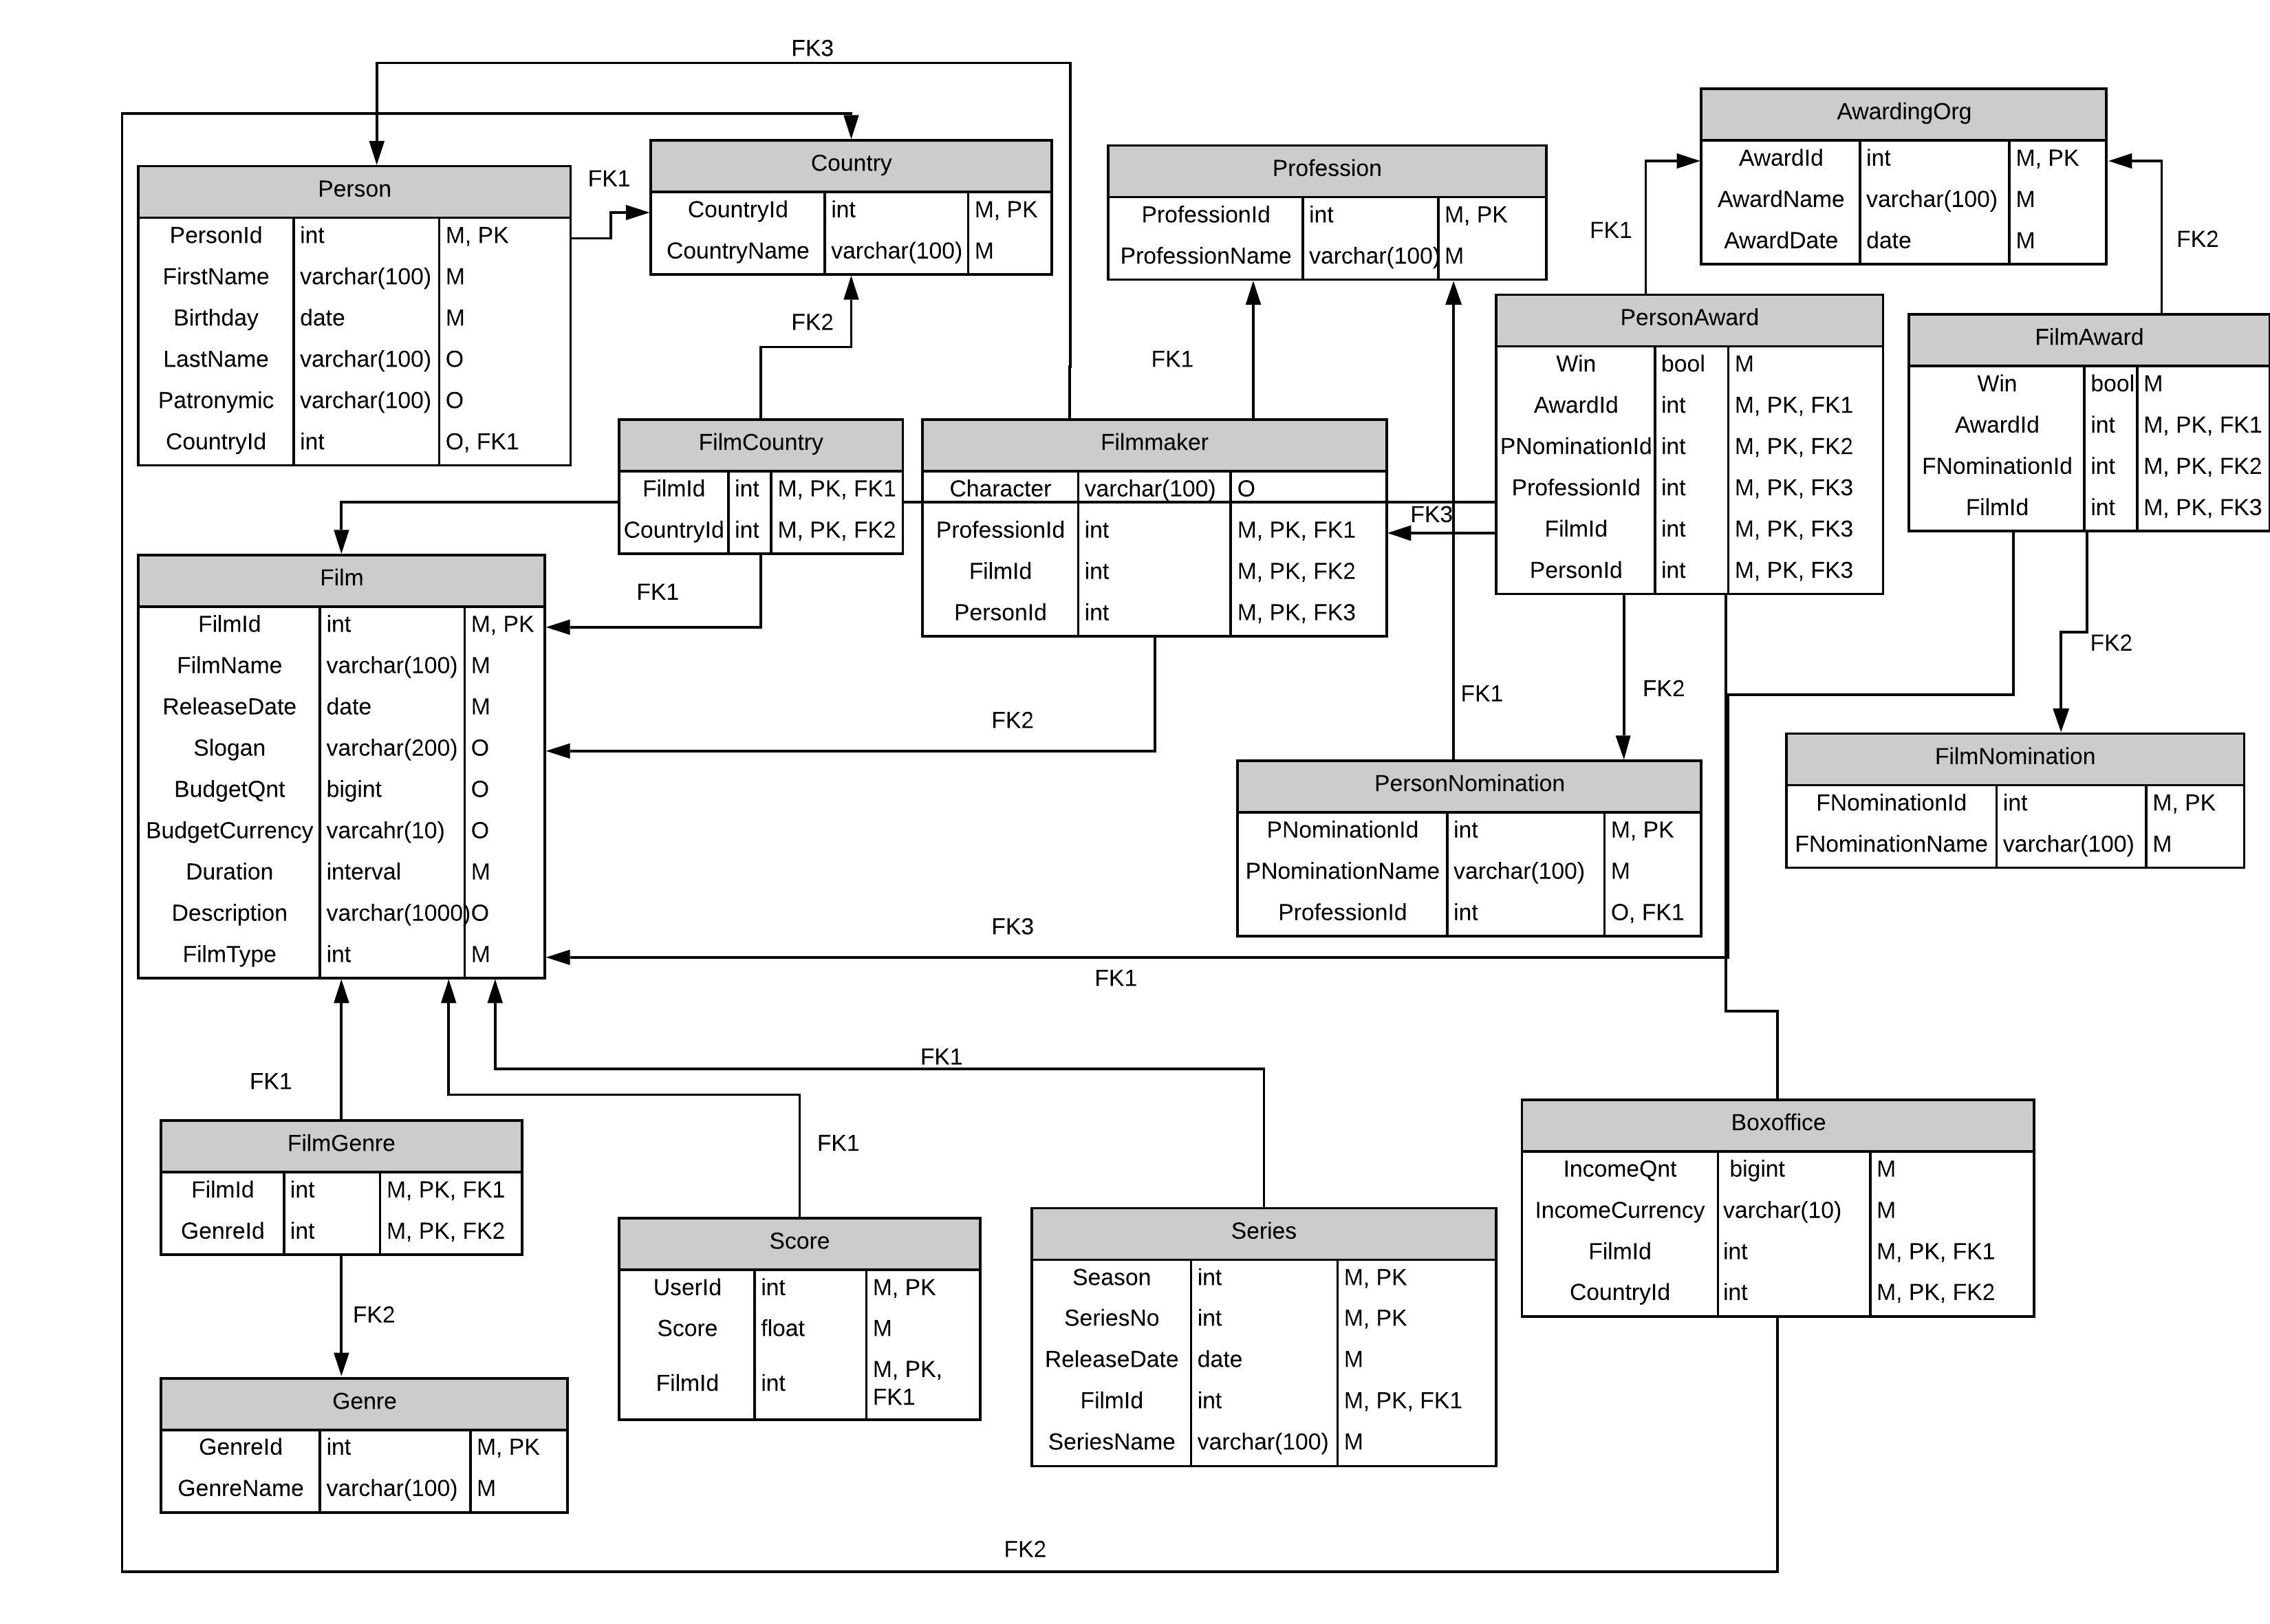 FK3
Person
PersonId int M, PK
FirstName varchar(100) M
Birthday date M
LastName varchar(100) O
Patronymic varchar(100) O
CountryId int O, FK1
FK1
Country
CountryId int M, PK
CountryName varchar(100) M
FK2
Profession
ProfessionId int M, PK
ProfessionName varchar(100) M
FK1
AwardingOrg
AwardId int M, PK
AwardName varchar(100) M
AwardDate date M
FK1
FK2
PersonAward
Win bool M
AwardId int M, PK, FK1
PNominationId int M, PK, FK2
ProfessionId int M, PK, FK3
FilmId int M, PK, FK3
PersonId int M, PK, FK3
FilmAward
Win bool M
AwardId int M, PK, FK1
FNominationId int M, PK, FK2
FilmId int M, PK, FK3
FilmCountry
FilmId int M, PK, FK1
CountryId int M, PK, FK2
FK1
Filmmaker
Character varchar(100) O
ProfessionId int M, PK, FK1
FilmId int M, PK, FK2
PersonId int M, PK, FK3
FK3
Film
FilmId int M, PK
FilmName varchar(100) M
ReleaseDate date M
Slogan varchar(200) O
BudgetQnt bigint O
BudgetCurrency varcahr(10) O
Duration interval M
Description varchar(1000) O
FilmType int M
FK2
FK1
FK2
FK2
PersonNomination
PNominationId int M, PK
PNominationName varchar(100) M
ProfessionId int O, FK1
FilmNomination
FNominationId int M, PK
FNominationName varchar(100) M
FK3
FK1
FK1
FK1
FK1
FilmGenre
FilmId int M, PK, FK1
GenreId int M, PK, FK2
FK2
Genre
GenreId int M, PK
GenreName varchar(100) M
Score
UserId int M, PK
Score float M
FilmId int M, PK,
FK1
Series
Season int M, PK
SeriesNo int M, PK
ReleaseDate date M
FilmId int M, PK, FK1
SeriesName varchar(100) M
Boxoffice
IncomeQnt bigint M
IncomeCurrency varchar(10) M
FilmId int M, PK, FK1
CountryId int M, PK, FK2
FK2